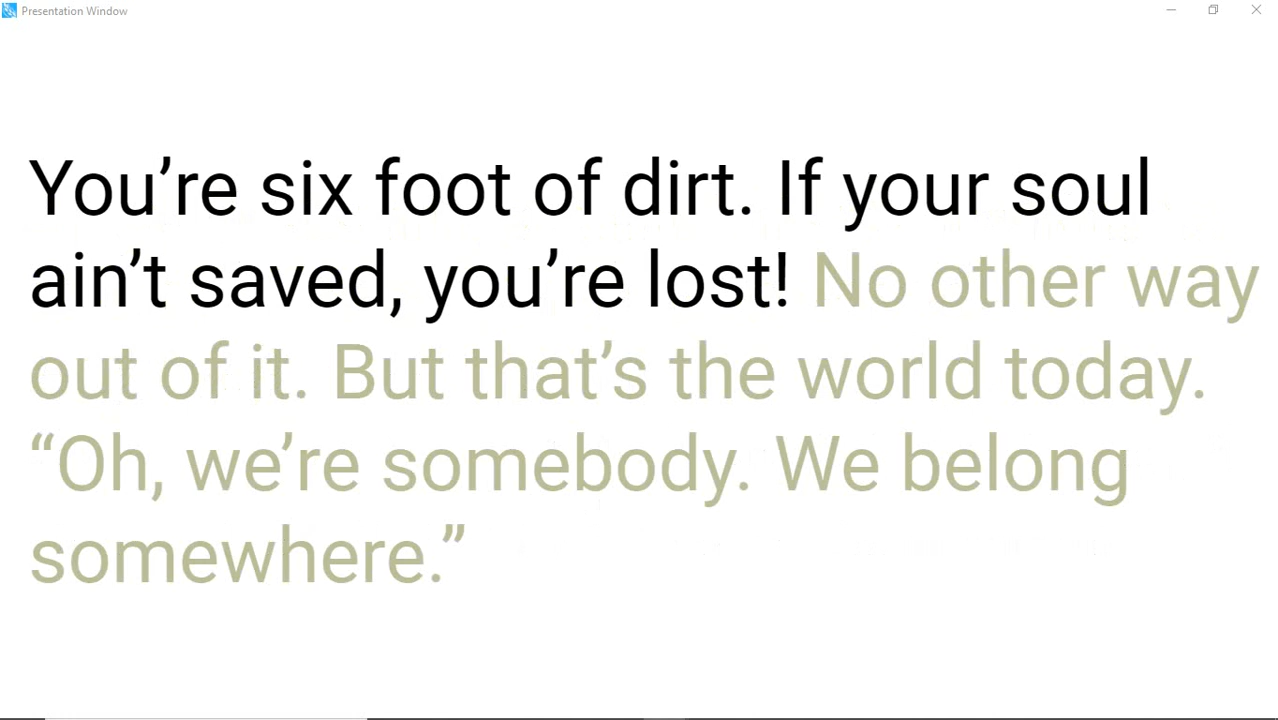 Presentation Window
You’re six foot of dirt. If your soul
ain’t saved, you’re lost! No other way
out of it. But that’s the world today.
“Oh, we’re somebody. We belong
somewhere.”